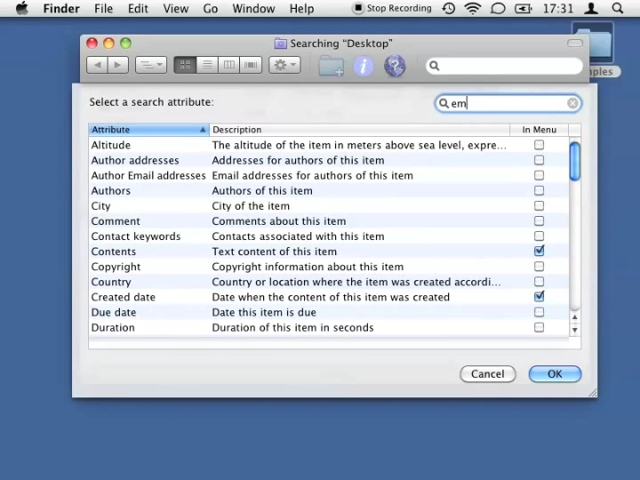 Finder File Edit View Go Window Help Stop Recording 17:31
Searching "Desktop"
ples
Select a search attribute: em
Attribute Description In Menu
Altitude The altitude of the item in meters above sea level, expre...
Author addresses Addresses for authors of this item
Author Email addresses Email addresses for authors of this item
Authors Authors of this item
City City of the item
Comment Comments about this item
Contact keywords Contacts associated with this item
Contents Text content of this item
Copyright Copyright information about this item
Country Country or location where the item was created accordi...
Created date Date when the content of this item was created
Due date Date this item is due
Duration Duration of this item in seconds
Cancel OK